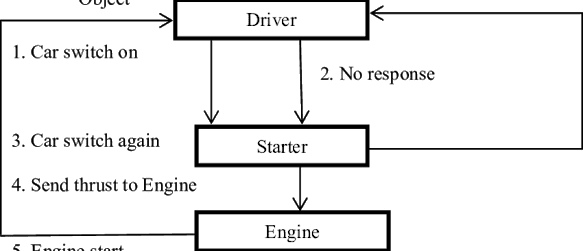 Object
Driver
1. Car switch on
2. No response
3. Car switch again
Starter
4. Send thrust to Engine
Engine
5. Engine start